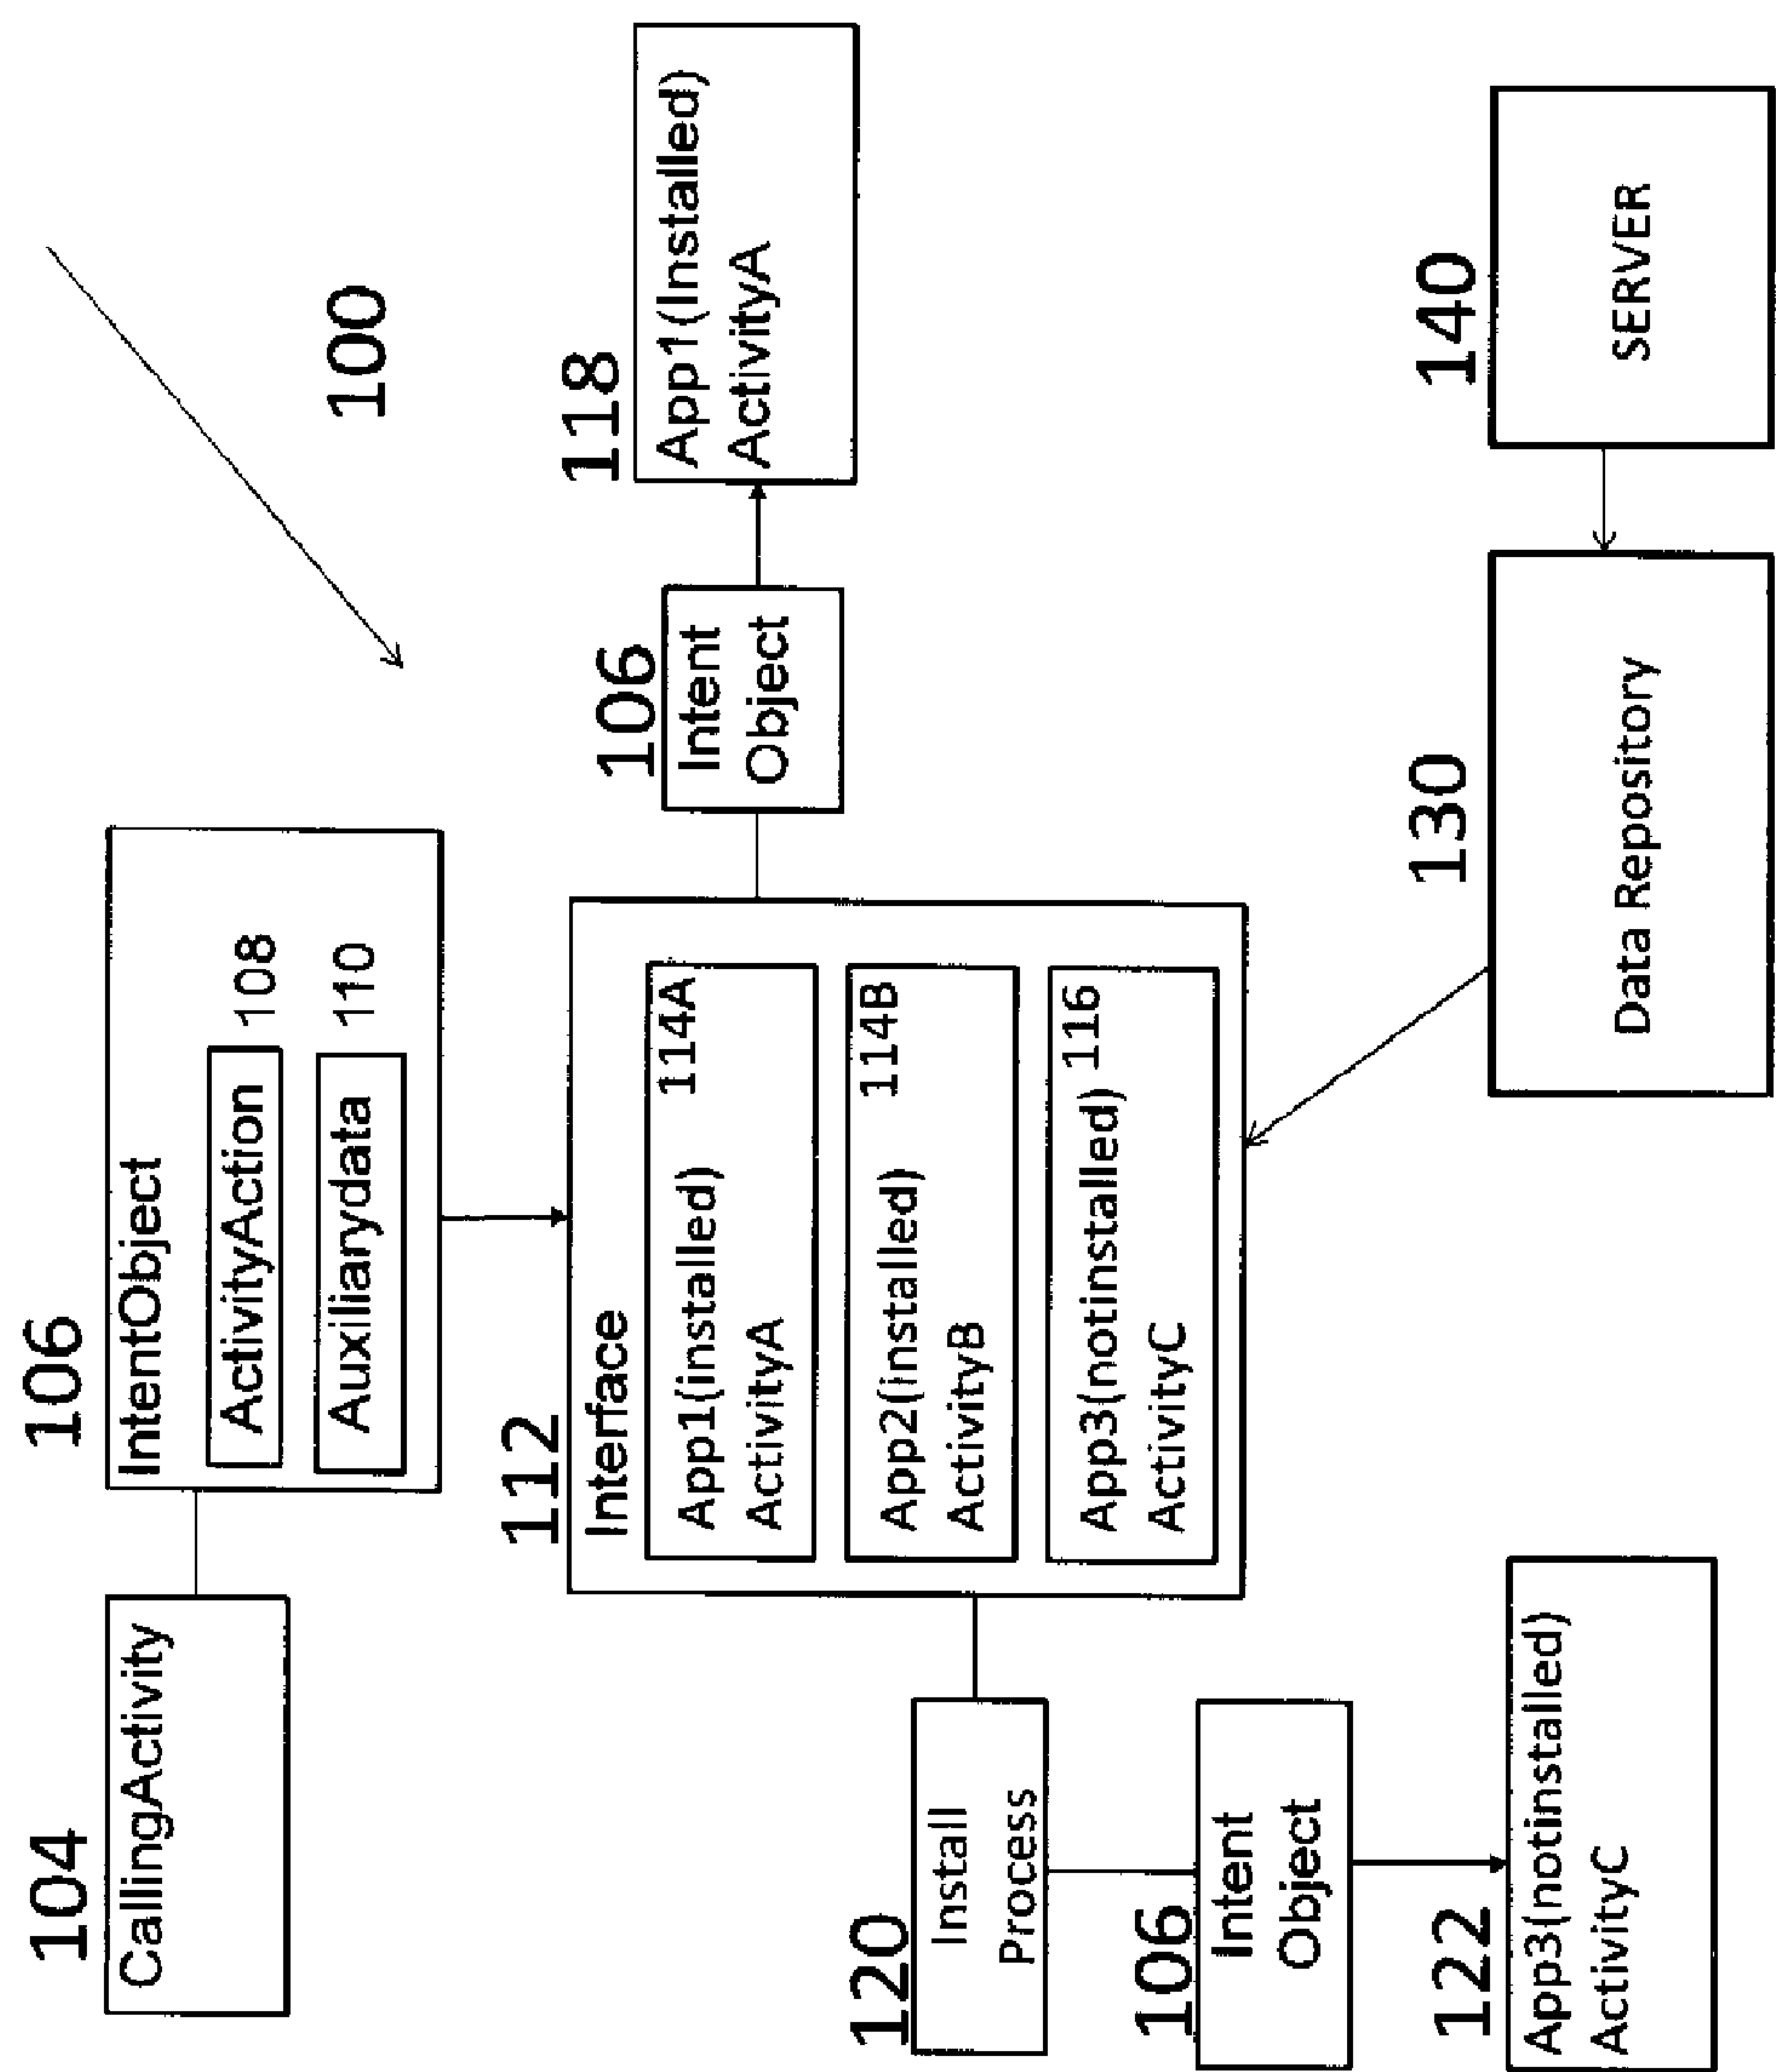 100
104
CallingActivity
106
IntentObject
ActivityAction 108
Auxiliarydata 110
112
Interface
App1(installed) 114A
ActivityA
App2(installed) 114B
ActivityB
App3(notinstalled) 116
ActivityC
106
Intent
Object
118
App1(Installed)
ActivityA
120
Install
Process
106
Intent
Object
122
App3(notinstalled)
ActivityC
130
Data Repository
140
SERVER